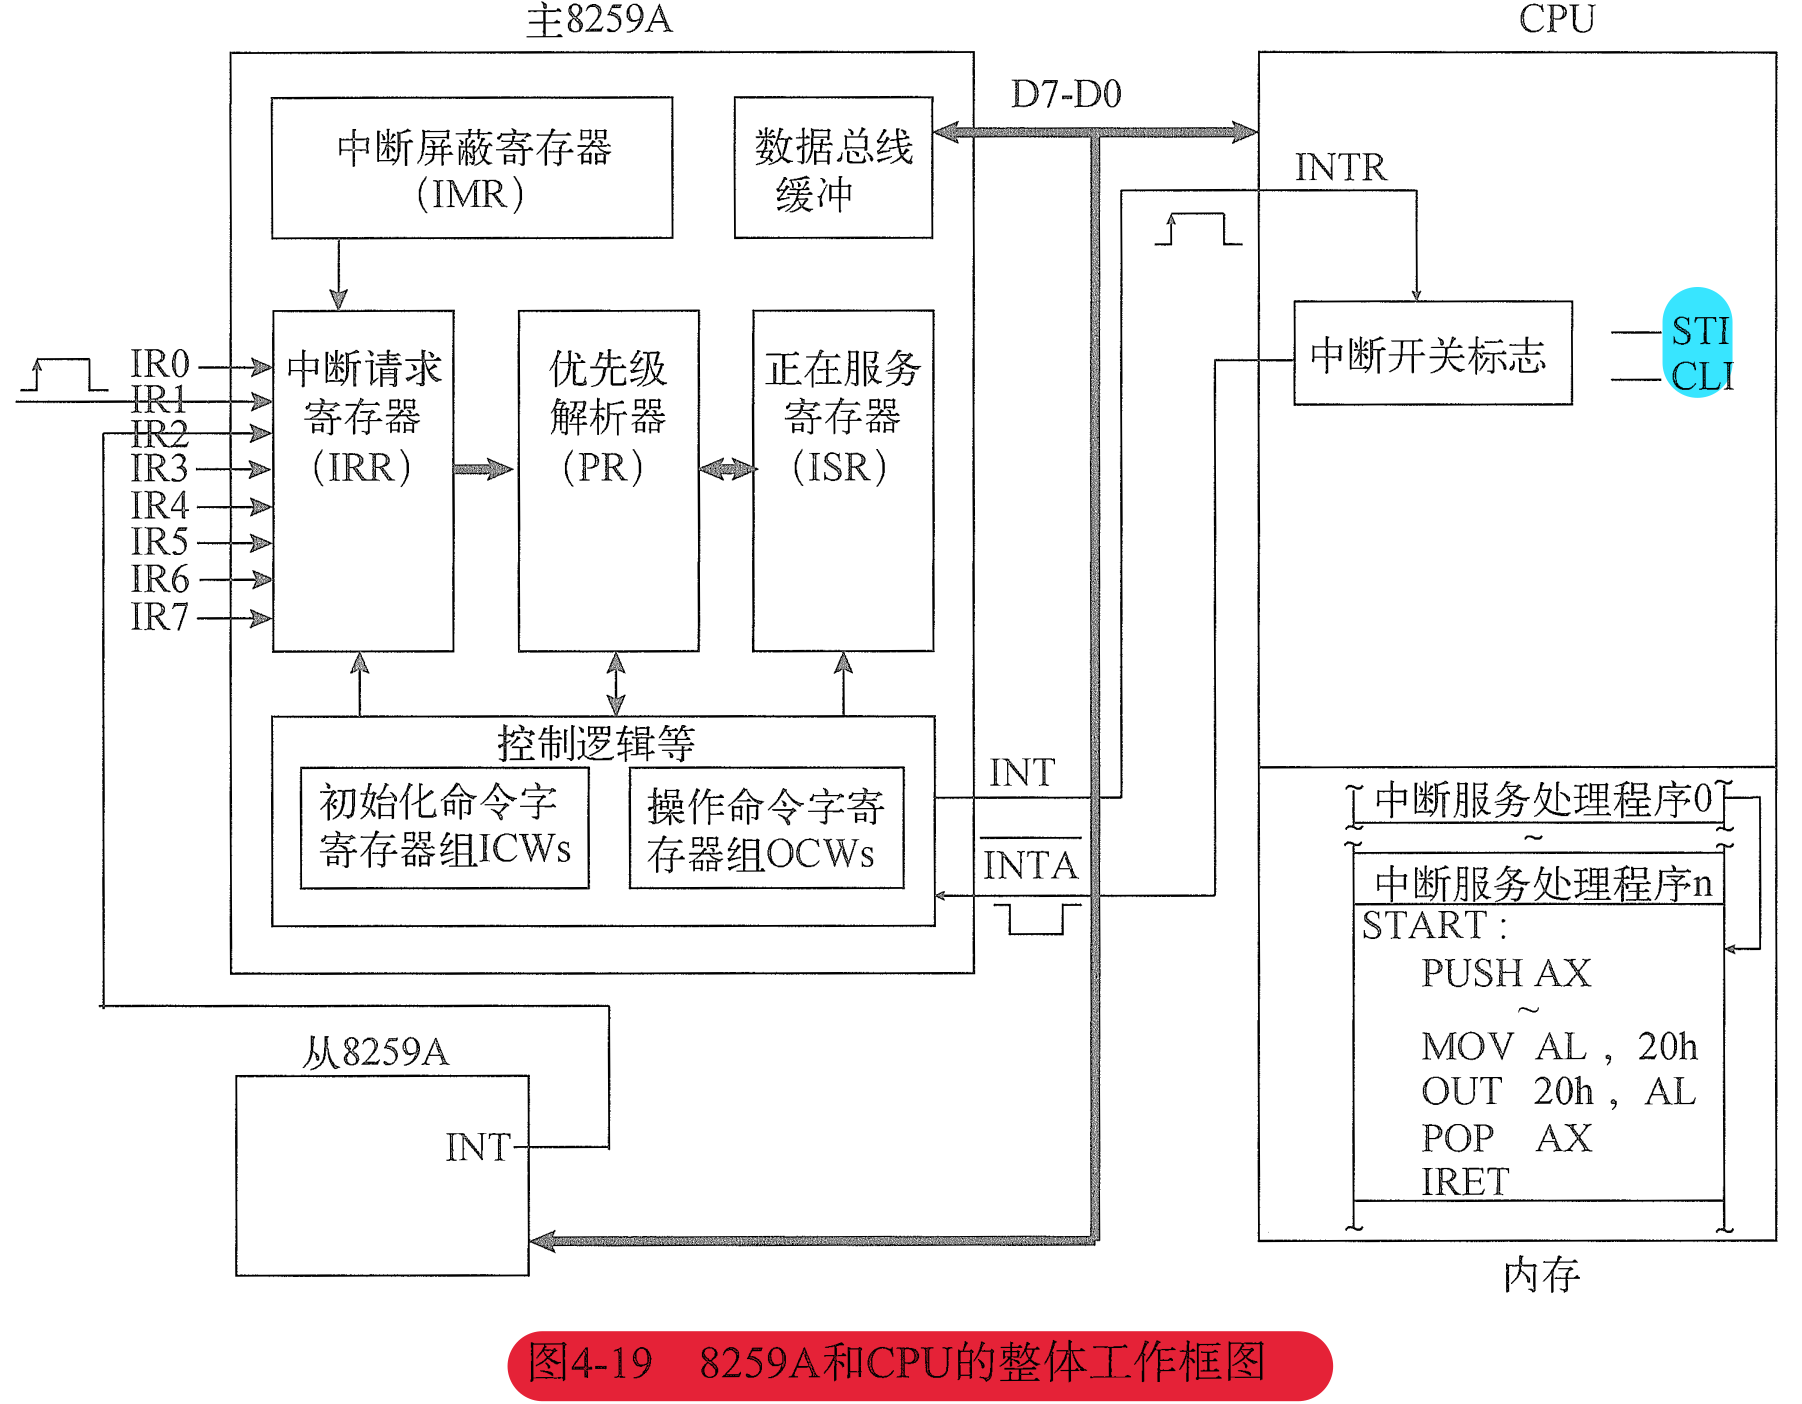 主8259A
CPU
中断屏蔽寄存器
(IMR)
数据总线
缓冲
D7-D0
INTR
IR0
IR1
IR2
IR3
IR4
IR5
IR6
IR7
中断请求
寄存器
(IRR)
优先级
解析器
(PR)
正在服务
寄存器
(ISR)
中断开关标志
STI
CLI
控制逻辑等
初始化命令字
寄存器组ICWs
操作命令字寄
存器组OCWs
INT
INTA
中断服务处理程序0
~
中断服务处理程序n
START:
PUSH AX
~
MOV AL, 20h
OUT 20h, AL
POP AX
IRET
内存
从8259A
INT
图4-19 8259A和CPU的整体工作框图